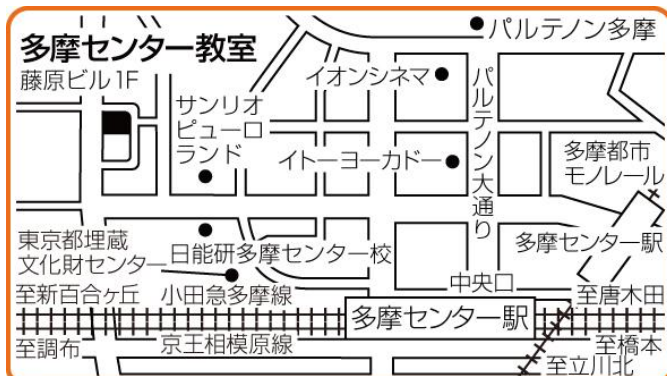 パルテノン多摩
多摩センター教室
藤原ビル1F
イオンシネマ
サンリオ
ピューロ
ランド
パルテノン大通り
イトーヨーカドー
多摩都市
モノレール
東京都埋蔵
文化財センター
日能研多摩センター校
多摩センター駅
中央口
至新百合ヶ丘
小田急多摩線
至唐木田
多摩センター駅
至調布
京王相模原線
至橋本
至立川北